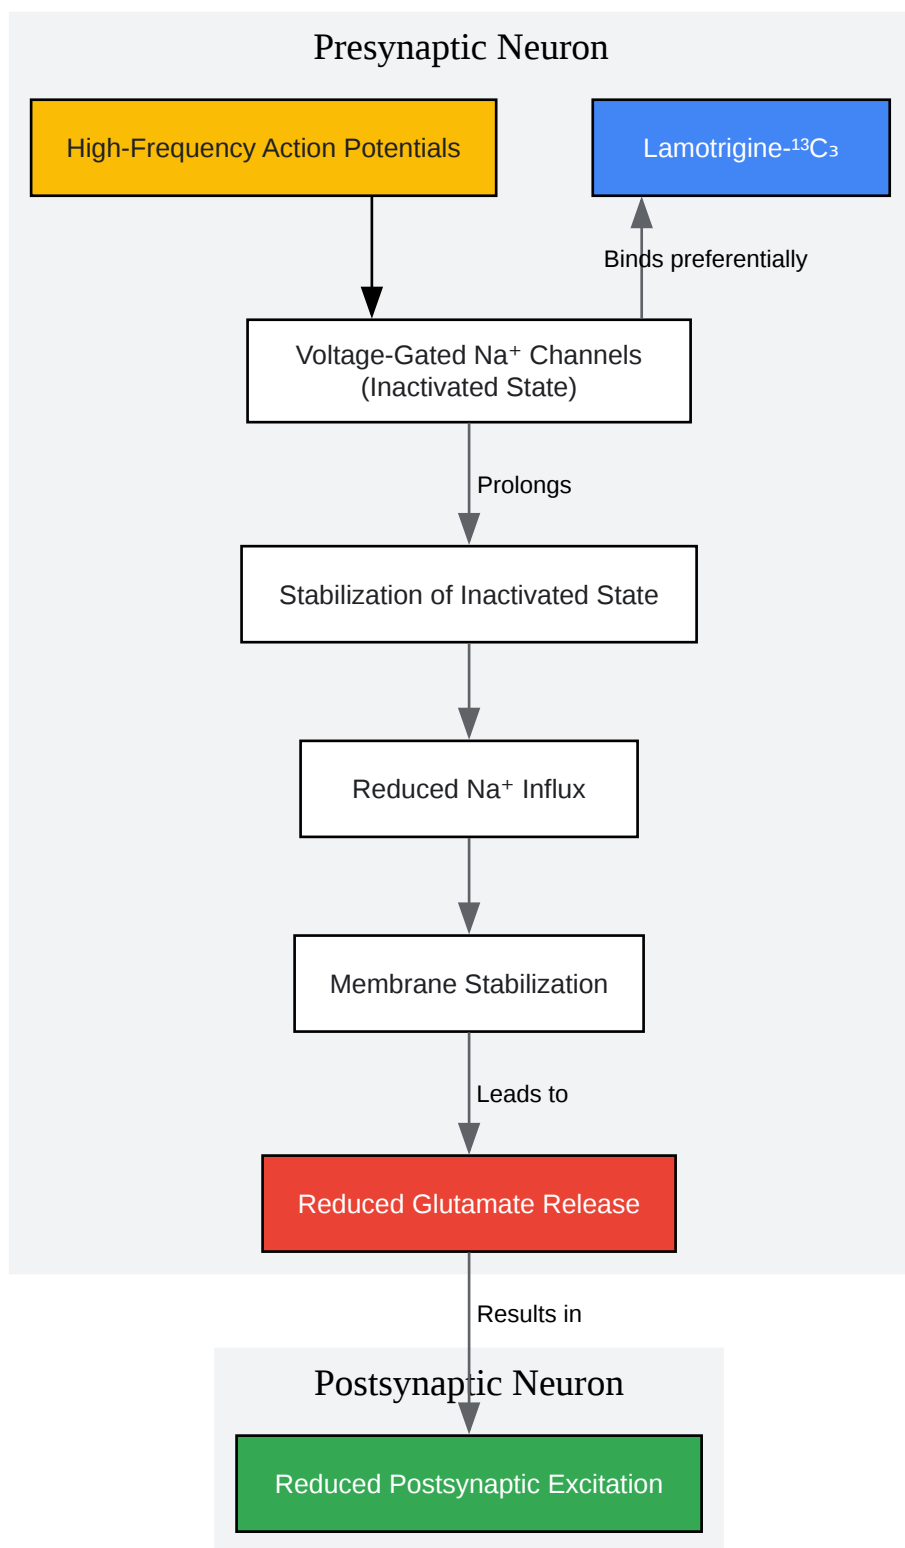 Presynaptic Neuron
High-Frequency Action Potentials
Lamotrigine-¹³C₃
Binds preferentially
Voltage-Gated Na⁺ Channels
(Inactivated State)
Prolongs
Stabilization of Inactivated State
Reduced Na⁺ Influx
Membrane Stabilization
Leads to
Reduced Glutamate Release
Results in
Postsynaptic Neuron
Reduced Postsynaptic Excitation